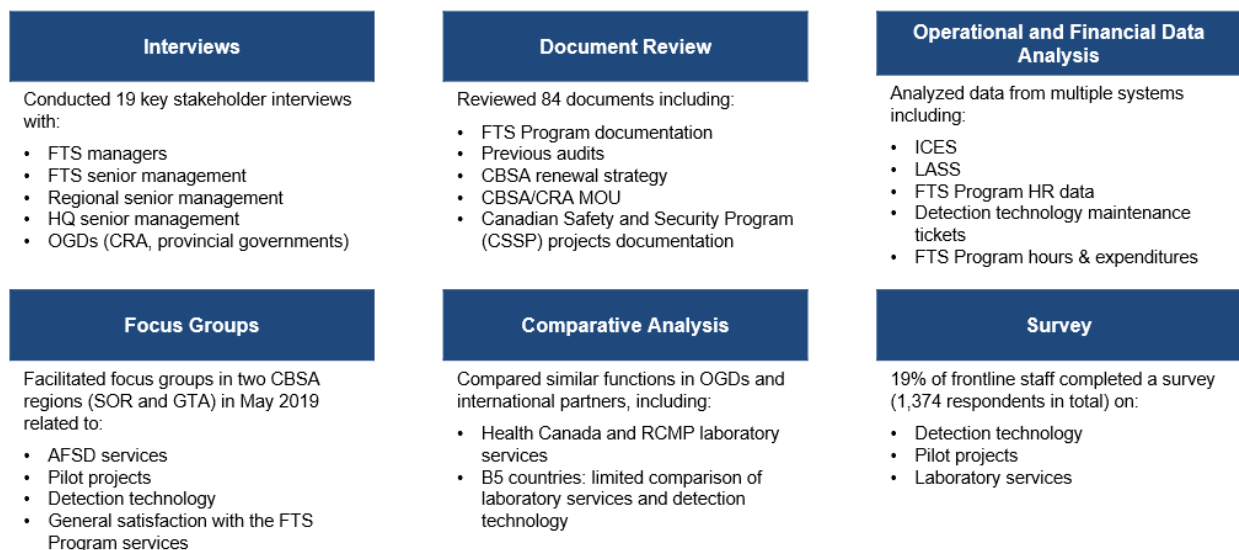 Interviews
Conducted 19 key stakeholder interviews
with:
• FTS managers
• FTS senior management
• Regional senior management
• HQ senior management
• OGDs (CRA, provincial governments)
Document Review
Reviewed 84 documents including:
• FTS Program documentation
• Previous audits
• CBSA renewal strategy
• CBSA/CRA MOU
• Canadian Safety and Security Program
(CSSP) projects documentation
Operational and Financial Data
Analysis
Analyzed data from multiple systems
including:
• ICES
• LASS
• FTS Program HR data
• Detection technology maintenance
tickets
• FTS Program hours & expenditures
Focus Groups
Facilitated focus groups in two CBSA
regions (SOR and GTA) in May 2019
related to:
• AFSD services
• Pilot projects
• Detection technology
• General satisfaction with the FTS
Program services
Comparative Analysis
Compared similar functions in OGDs and
international partners, including:
• Health Canada and RCMP laboratory
services
• B5 countries: limited comparison of
laboratory services and detection
technology
Survey
19% of frontline staff completed a survey
(1,374 respondents in total) on:
• Detection technology
• Pilot projects
• Laboratory services